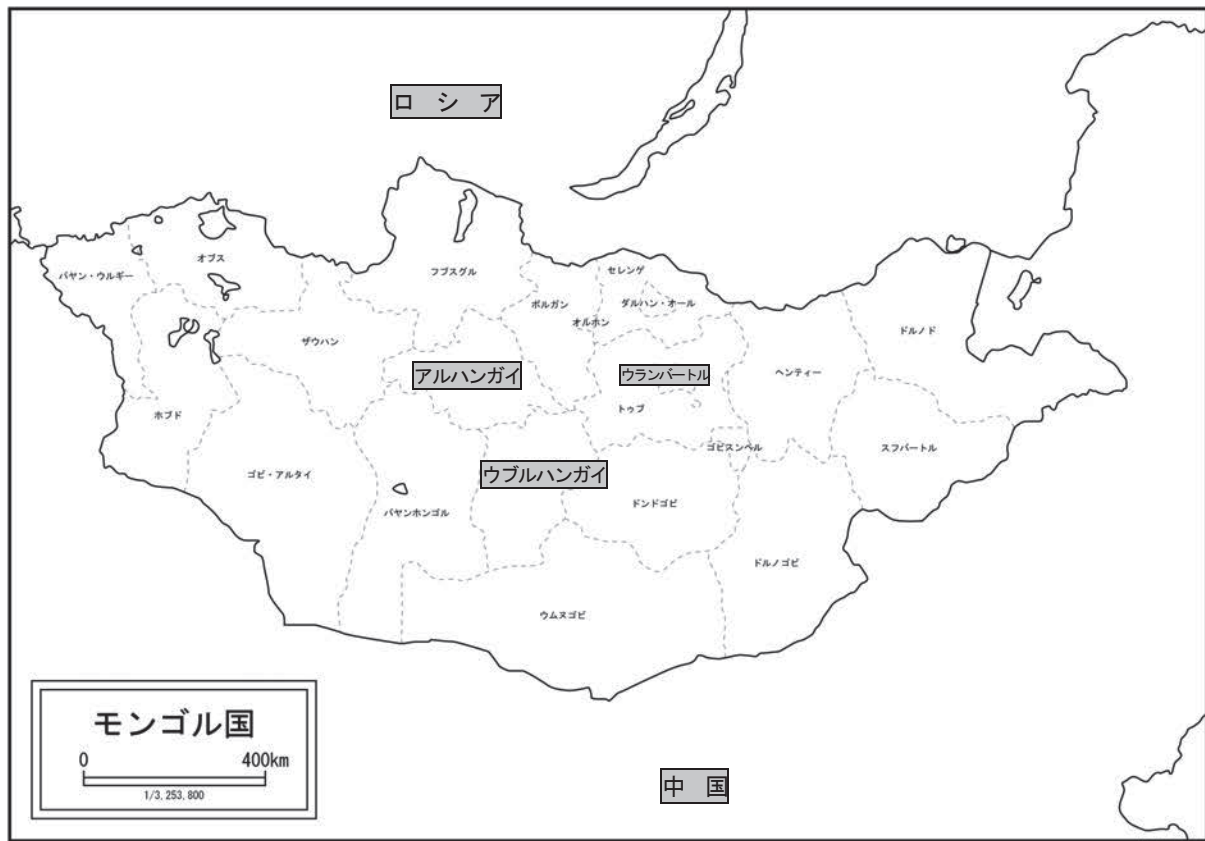 ロ シ ア
オブス
バヤン・ウルギー
フブスグル
セレンゲ
ボルガン
ダルハン・オール
オルホン
ドルノド
ザウハン
アルハンガイ
ウランバートル
ヘンティー
トゥブ
ホブド
ゴビスンベル
スフバートル
ゴビ・アルタイ
ウブルハンガイ
ドンドゴビ
バヤンホンゴル
ドルノゴビ
ウムヌゴビ
モンゴル国
0 400km
1/3,253,800
中 国